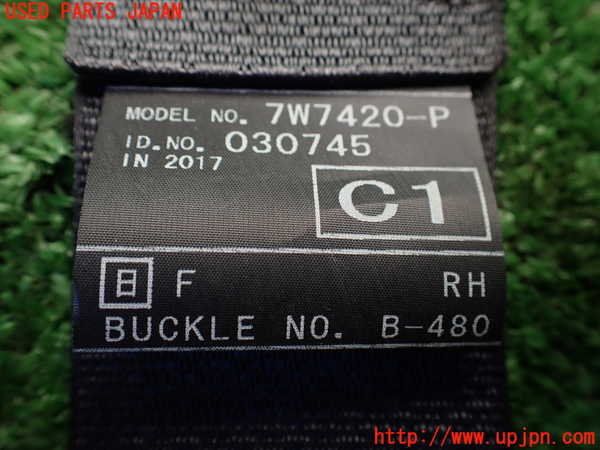 USED PARTS JAPAN
MODEL NO. 7W7420-P
ID.NO. 030745
IN 2017
C1
日 F RH
BUCKLE NO. B-480
http://www.upjpn.com/